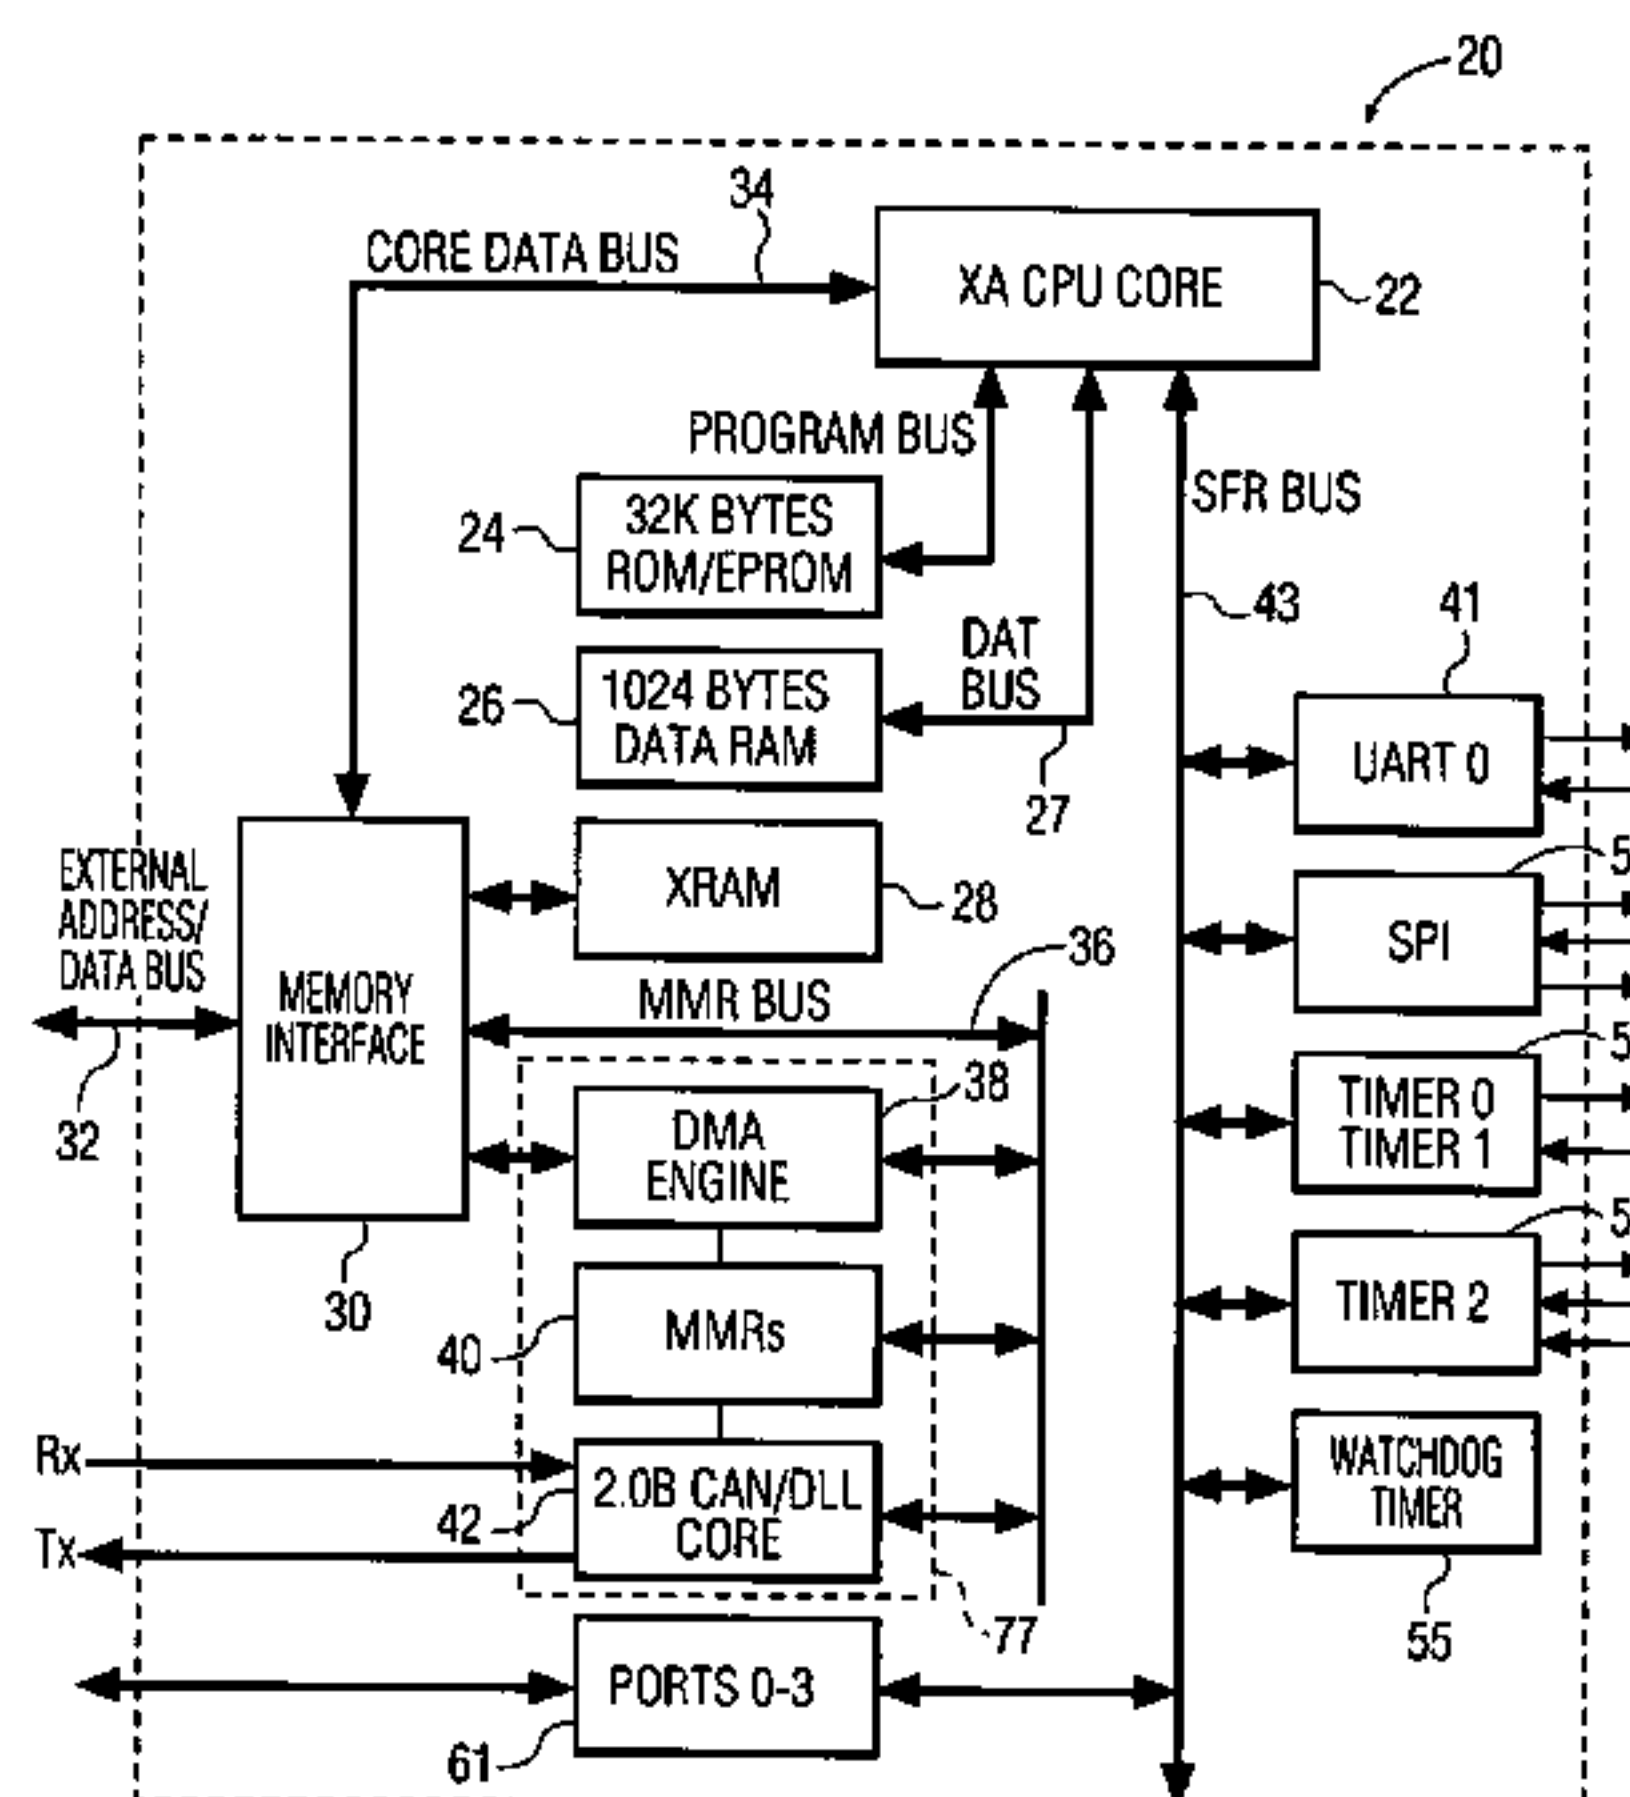 20
34
CORE DATA BUS
XA CPU CORE
22
PROGRAM BUS
SFR BUS
24
32K BYTES
ROM/EPROM
43
41
DAT
BUS
26
1024 BYTES
DATA RAM
UART 0
27
EXTERNAL
ADDRESS/
DATA BUS
XRAM
28
5
SPI
36
MMR BUS
MEMORY
INTERFACE
5
38
DMA
ENGINE
TIMER 0
TIMER 1
32
5
30
40
MMRs
TIMER 2
Rx
42
2.0B CAN/DLL
CORE
WATCHDOG
TIMER
Tx
77
55
PORTS 0-3
61